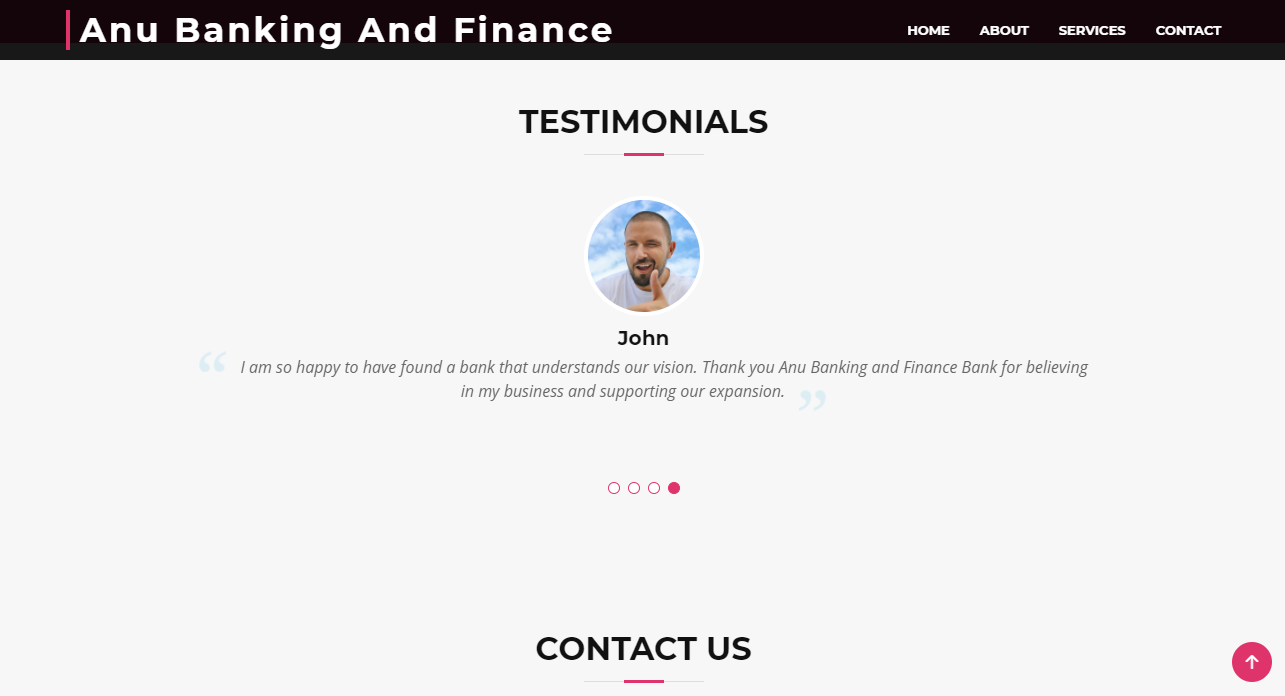 Anu Banking And Finance
HOME ABOUT SERVICES CONTACT
TESTIMONIALS
John
“ I am so happy to have found a bank that understands our vision. Thank you Anu Banking and Finance Bank for believing
in my business and supporting our expansion. ”
CONTACT US